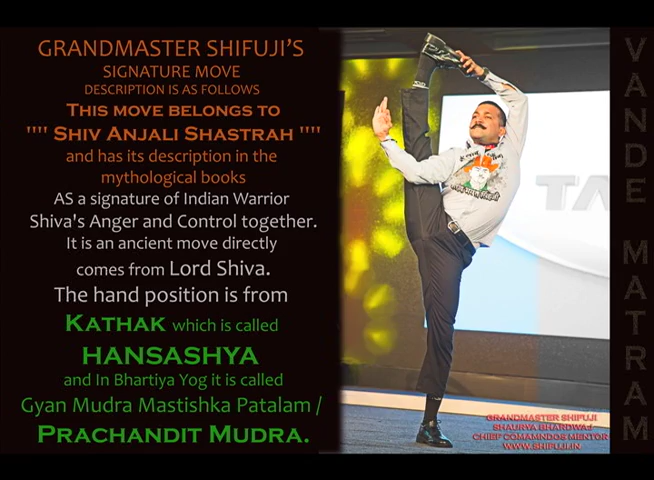 GRANDMASTER SHIFUJI'S
SIGNATURE MOVE
DESCRIPTION IS AS FOLLOWS
THIS MOVE BELONGS TO
"" SHIV ANJALI SHASTRAH ""
and has its description in the
mythological books
AS a signature of Indian Warrior
Shiva's Anger and Control together.
It is an ancient move directly
comes from Lord Shiva.
The hand position is from
KATHAK which is called
HANSASHYA
and In Bhartiya Yog it is called
Gyan Mudra Mastishka Patalam /
PRACHANDIT MUDRA.
TA
GRANDMASTER SHIFUJI
SHAURYA BHARDWAJ
CHIEF COMAMNDOS MENTOR
WWW.SHIFUJI.IN
VANDE MATRAM